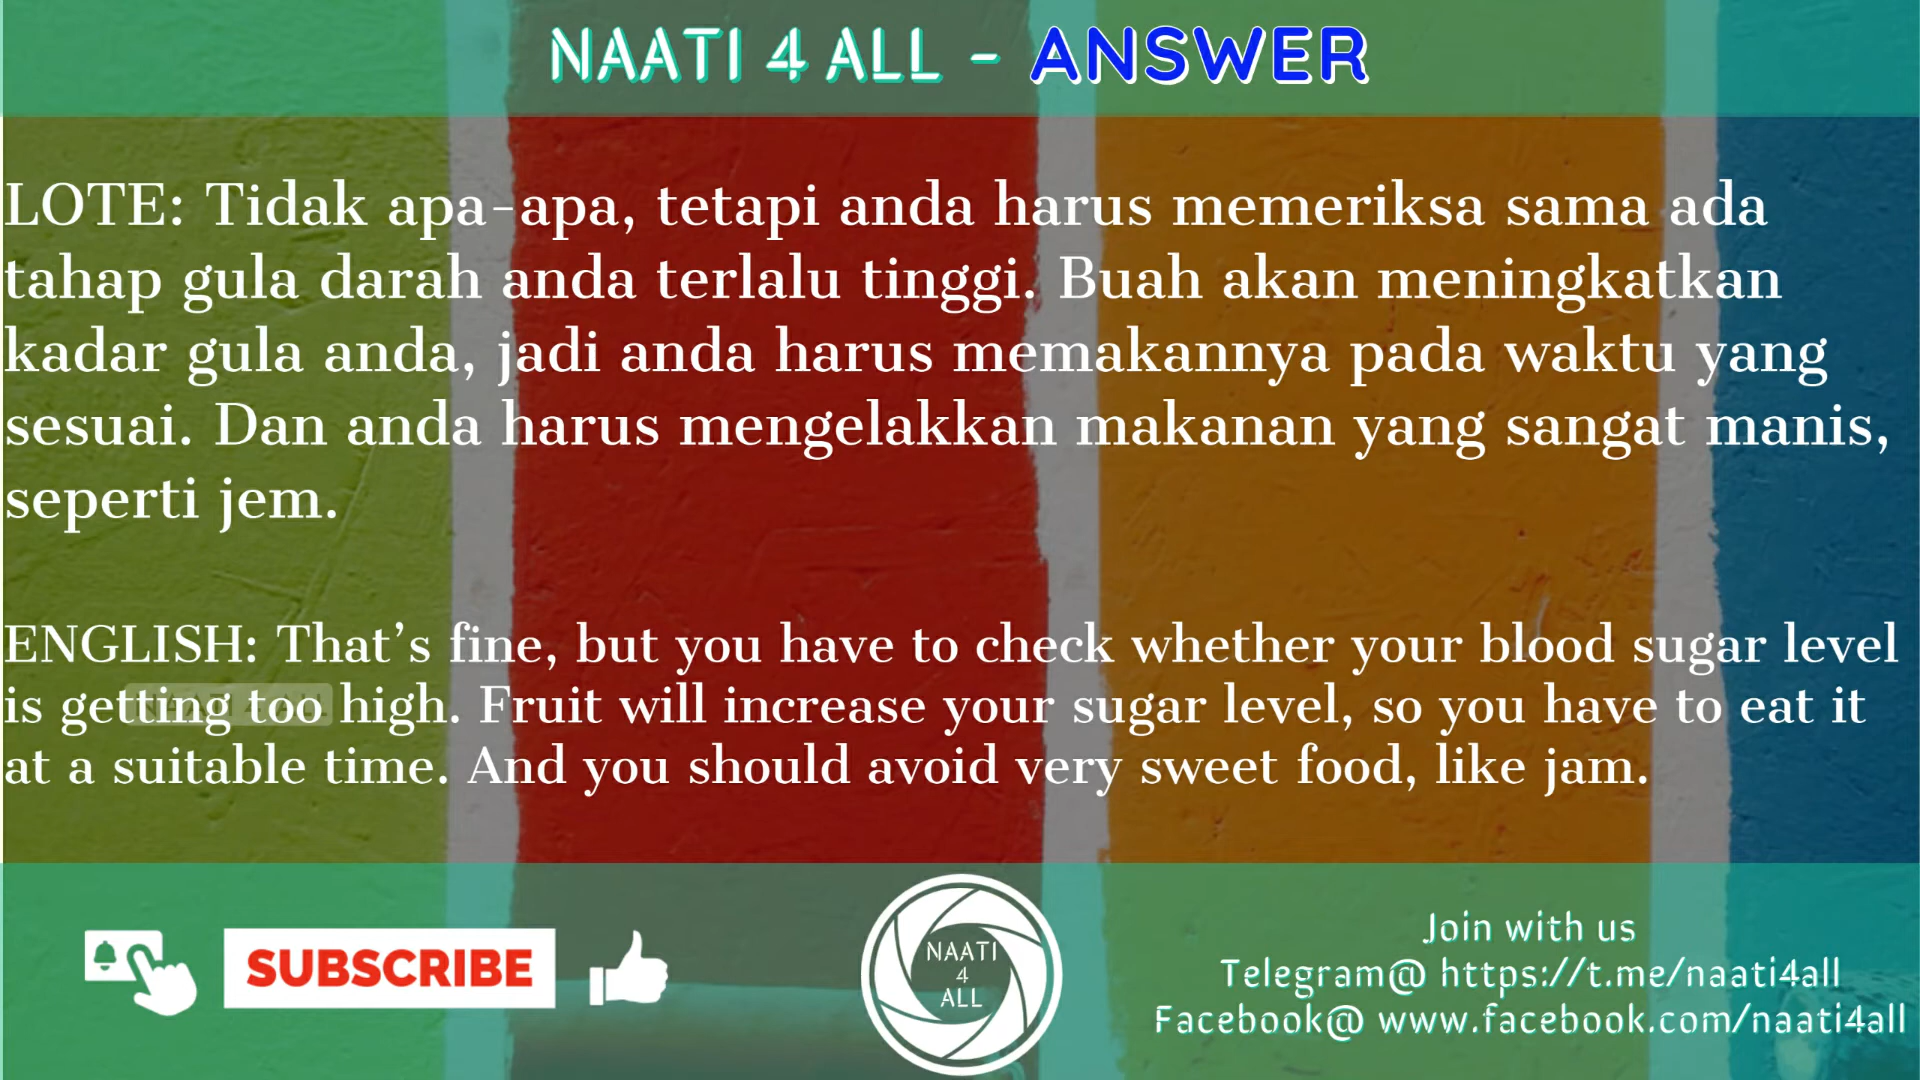 NAATI 4 ALL - ANSWER
LOTE: Tidak apa-apa, tetapi anda harus memeriksa sama ada
tahap gula darah anda terlalu tinggi. Buah akan meningkatkan
kadar gula anda, jadi anda harus memakannya pada waktu yang
sesuai. Dan anda harus mengelakkan makanan yang sangat manis,
seperti jem.
ENGLISH: That's fine, but you have to check whether your blood sugar level
is getting too high. Fruit will increase your sugar level, so you have to eat it
at a suitable time. And you should avoid very sweet food, like jam.
NAATI 4 ALL
SUBSCRIBE
NAATI
4
ALL
Join with us
Telegram@ https://t.me/naati4all
Facebook@ www.facebook.com/naati4all